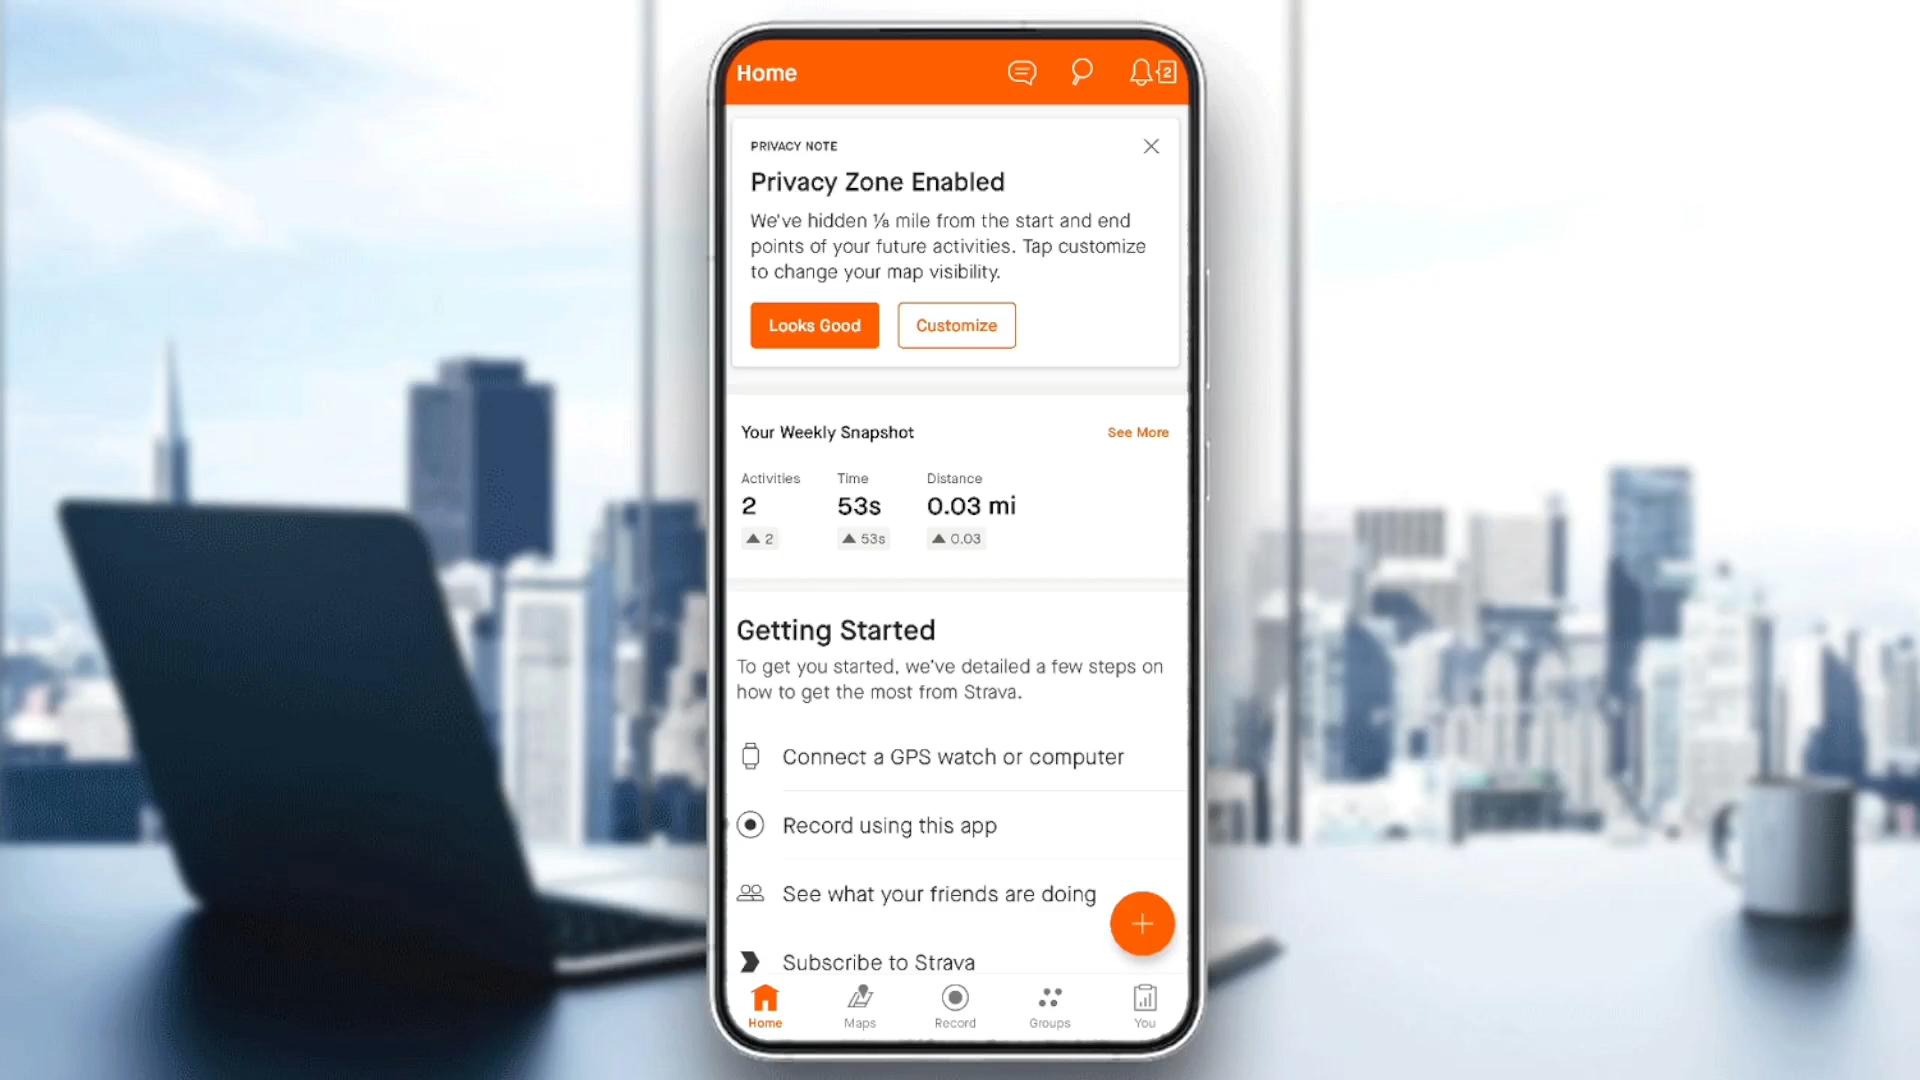 Home
2
PRIVACY NOTE
Privacy Zone Enabled
We've hidden ⅛ mile from the start and end
points of your future activities. Tap customize
to change your map visibility.
Looks Good
Customize
Your Weekly Snapshot
See More
Activities
Time
Distance
2
53s
0.03 mi
▲ 2
▲ 53s
▲ 0.03
Getting Started
To get you started, we've detailed a few steps on
how to get the most from Strava.
Connect a GPS watch or computer
Record using this app
See what your friends are doing
Subscribe to Strava
Home
Maps
Record
Groups
You